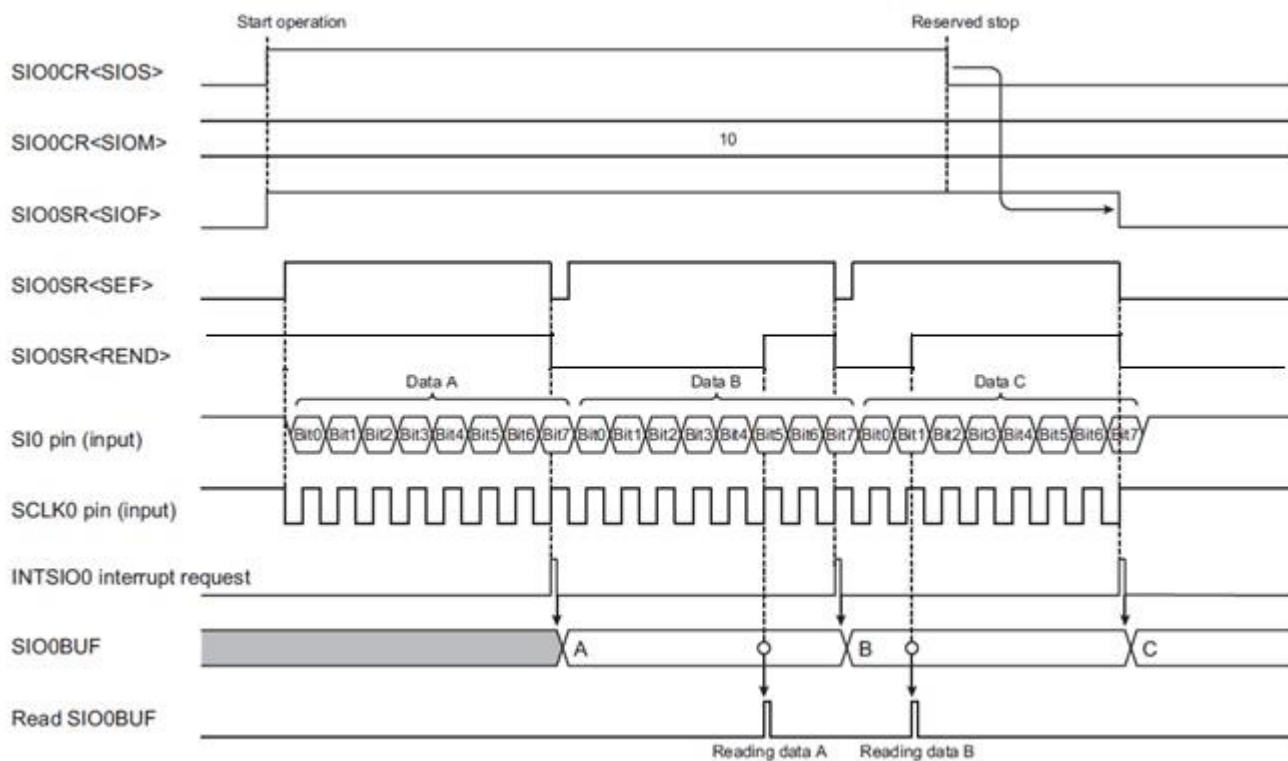 Start operation
Reserved stop
SIO0CR<SIOS>
SIO0CR<SIOM>
10
SIO0SR<SIOF>
SIO0SR<SEF>
SIO0SR<REND>
Data A
Data B
Data C
SI0 pin (input)
Bit0 Bit1 Bit2 Bit3 Bit4 Bit5 Bit6 Bit7 Bit0 Bit1 Bit2 Bit3 Bit4 Bit5 Bit6 Bit7 Bit0 Bit1 Bit2 Bit3 Bit4 Bit5 Bit6 Bit7
SCLK0 pin (input)
INTSIO0 interrupt request
SIO0BUF
A
B
C
Read SIO0BUF
Reading data A
Reading data B